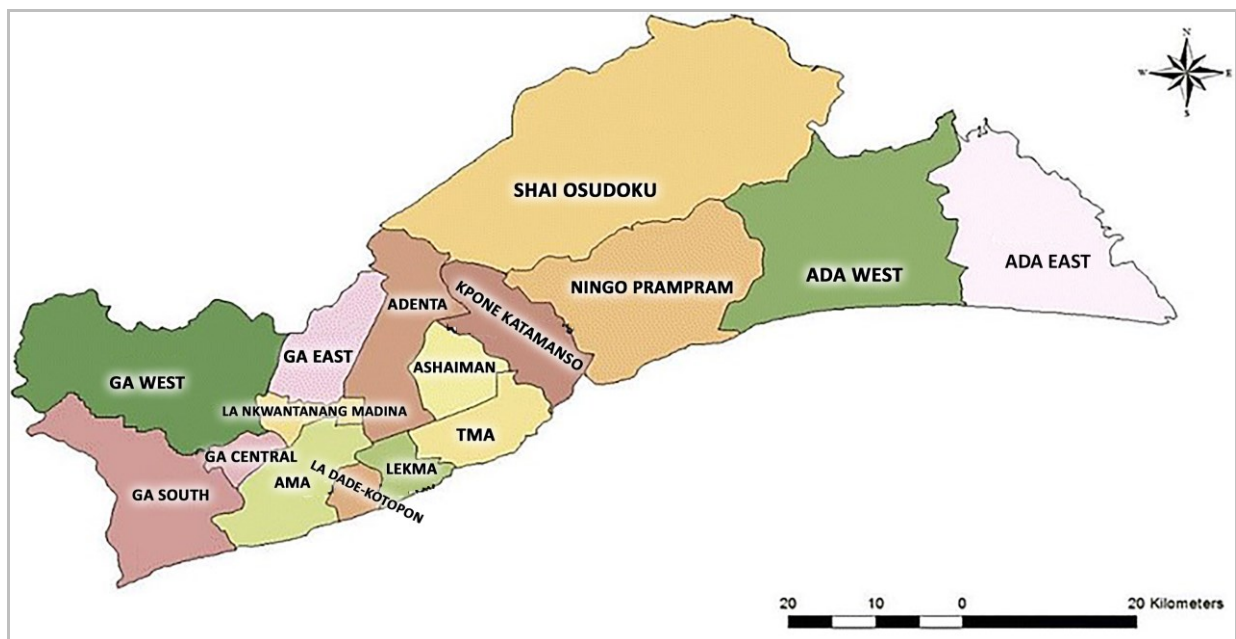 N
W E
S
SHAI OSUDOKU
ADA WEST
ADA EAST
NINGO PRAMPRAM
KPONE KATAMANSO
ADENTA
GA EAST
ASHAIMAN
GA WEST
LA NKWANTANANG MADINA
TMA
GA CENTRAL
LEKMA
AMA
LA DADE-KOTOPON
GA SOUTH
20 10 0 20 Kilometers